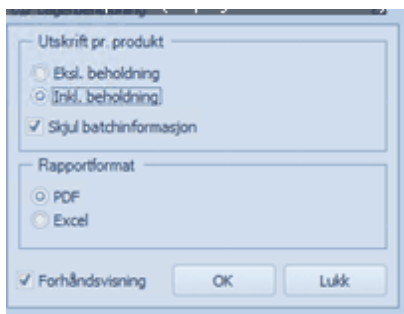 Utskrift pr. produkt
Eksl. beholdning
Inkl. beholdning
Skjul batchinformasjon
Rapportformat
PDF
Excel
Forhåndsvisning OK Lukk